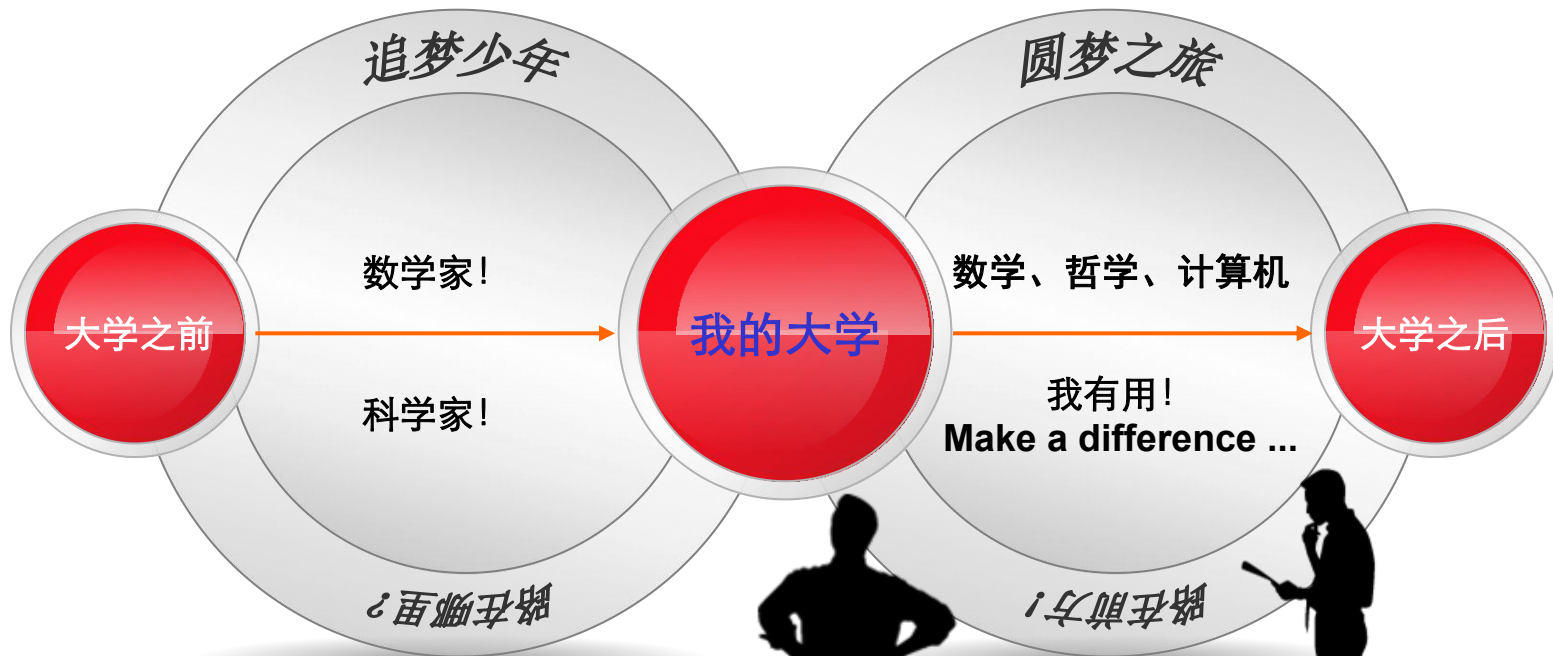 追梦少年
圆梦之旅
大学之前
数学家！
科学家！
我的大学
数学、哲学、计算机
我有用！
Make a difference ...
大学之后
路在哪里？
路在前方！